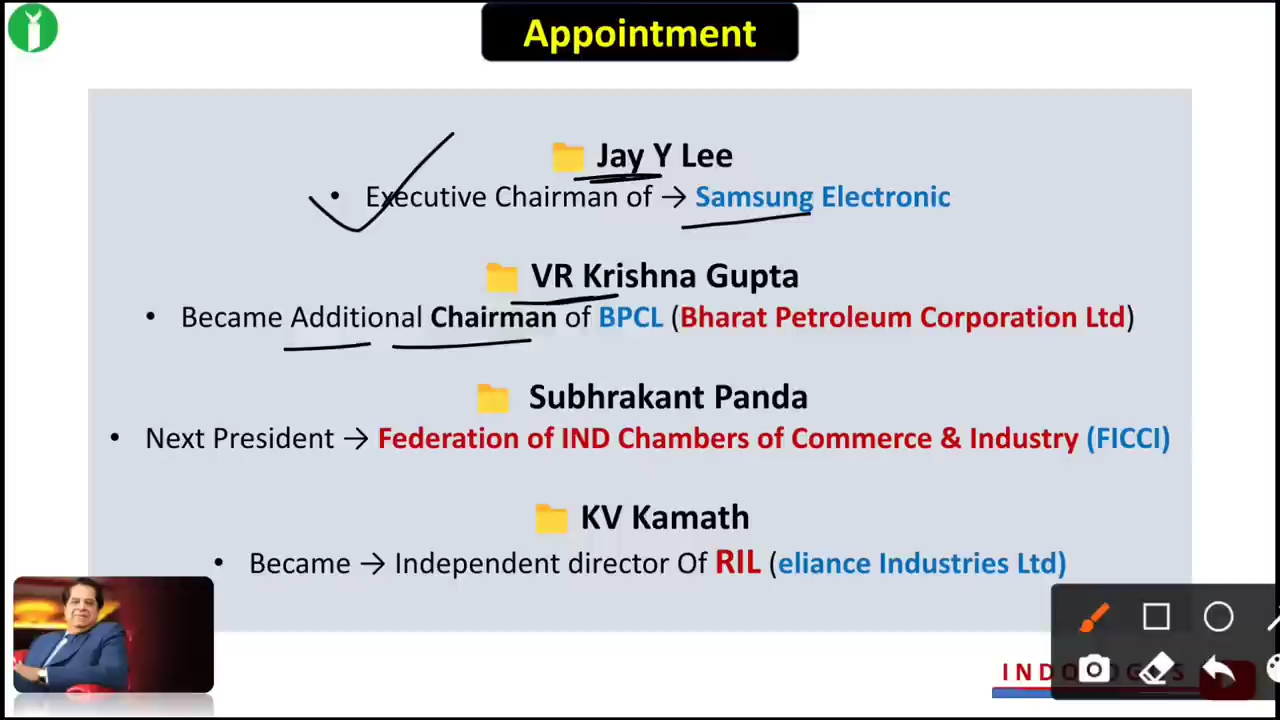 Appointment
Jay Y Lee
• Executive Chairman of → Samsung Electronic
VR Krishna Gupta
• Became Additional Chairman of BPCL (Bharat Petroleum Corporation Ltd)
Subhrakant Panda
• Next President → Federation of IND Chambers of Commerce & Industry (FICCI)
KV Kamath
• Became → Independent director Of RIL (eliance Industries Ltd)